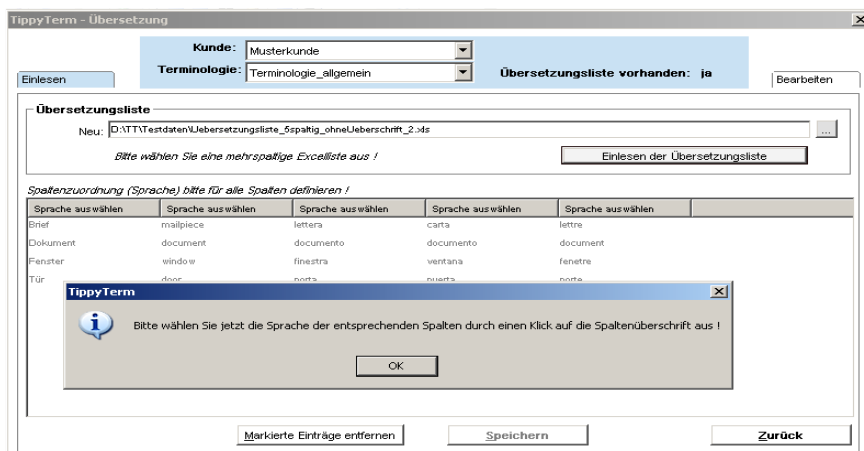 TippyTerm - Übersetzung
Kunde: Musterkunde
Terminologie: Terminologie_allgemein
Übersetzungsliste vorhanden: ja
Einlesen
Bearbeiten
Übersetzungsliste
Neu: D:\TT\Testdaten\Uebersetzungsliste_5spaltig_ohneUeberschrift_2.xls ...
Bitte wählen Sie eine mehrspaltige Excelliste aus !
Einlesen der Übersetzungsliste
Spaltenzuordnung (Sprache) bitte für alle Spalten definieren !
Sprache auswählen Sprache auswählen Sprache auswählen Sprache auswählen Sprache auswählen
Brief mailpiece lettera carta lettre
Dokument document documento documento document
Fenster window finestra ventana fenetre
Tür door porta puerta porte
TippyTerm
Bitte wählen Sie jetzt die Sprache der entsprechenden Spalten durch einen Klick auf die Spaltenüberschrift aus !
OK
Markierte Einträge entfernen
Speichern
Zurück